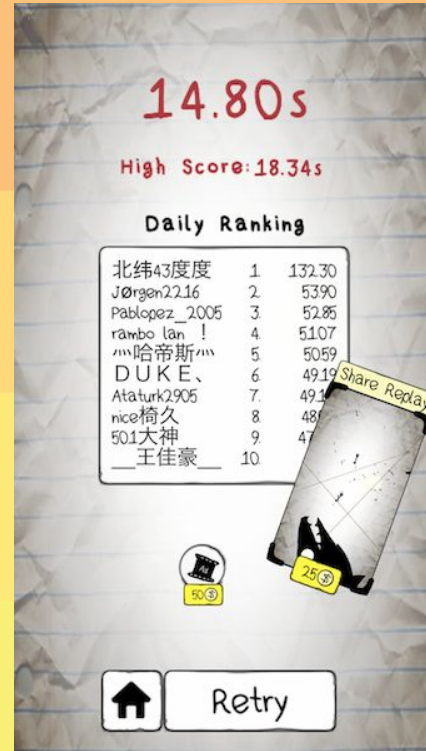 14.80s
High Score:18.34s
Daily Ranking
北纬43度度 1. 132.30
JØrgen2216 2. 53.90
Pablopez_2005 3. 52.85
rambo lan ! 4. 51.07
灬哈帝斯灬 5. 50.59
DUKE、 6. 49.19
Ataturk2905 7.
nice椅久 8.
501大神 9.
__王佳豪__ 10.
Share Replay
Ad
50$
25$
Retry